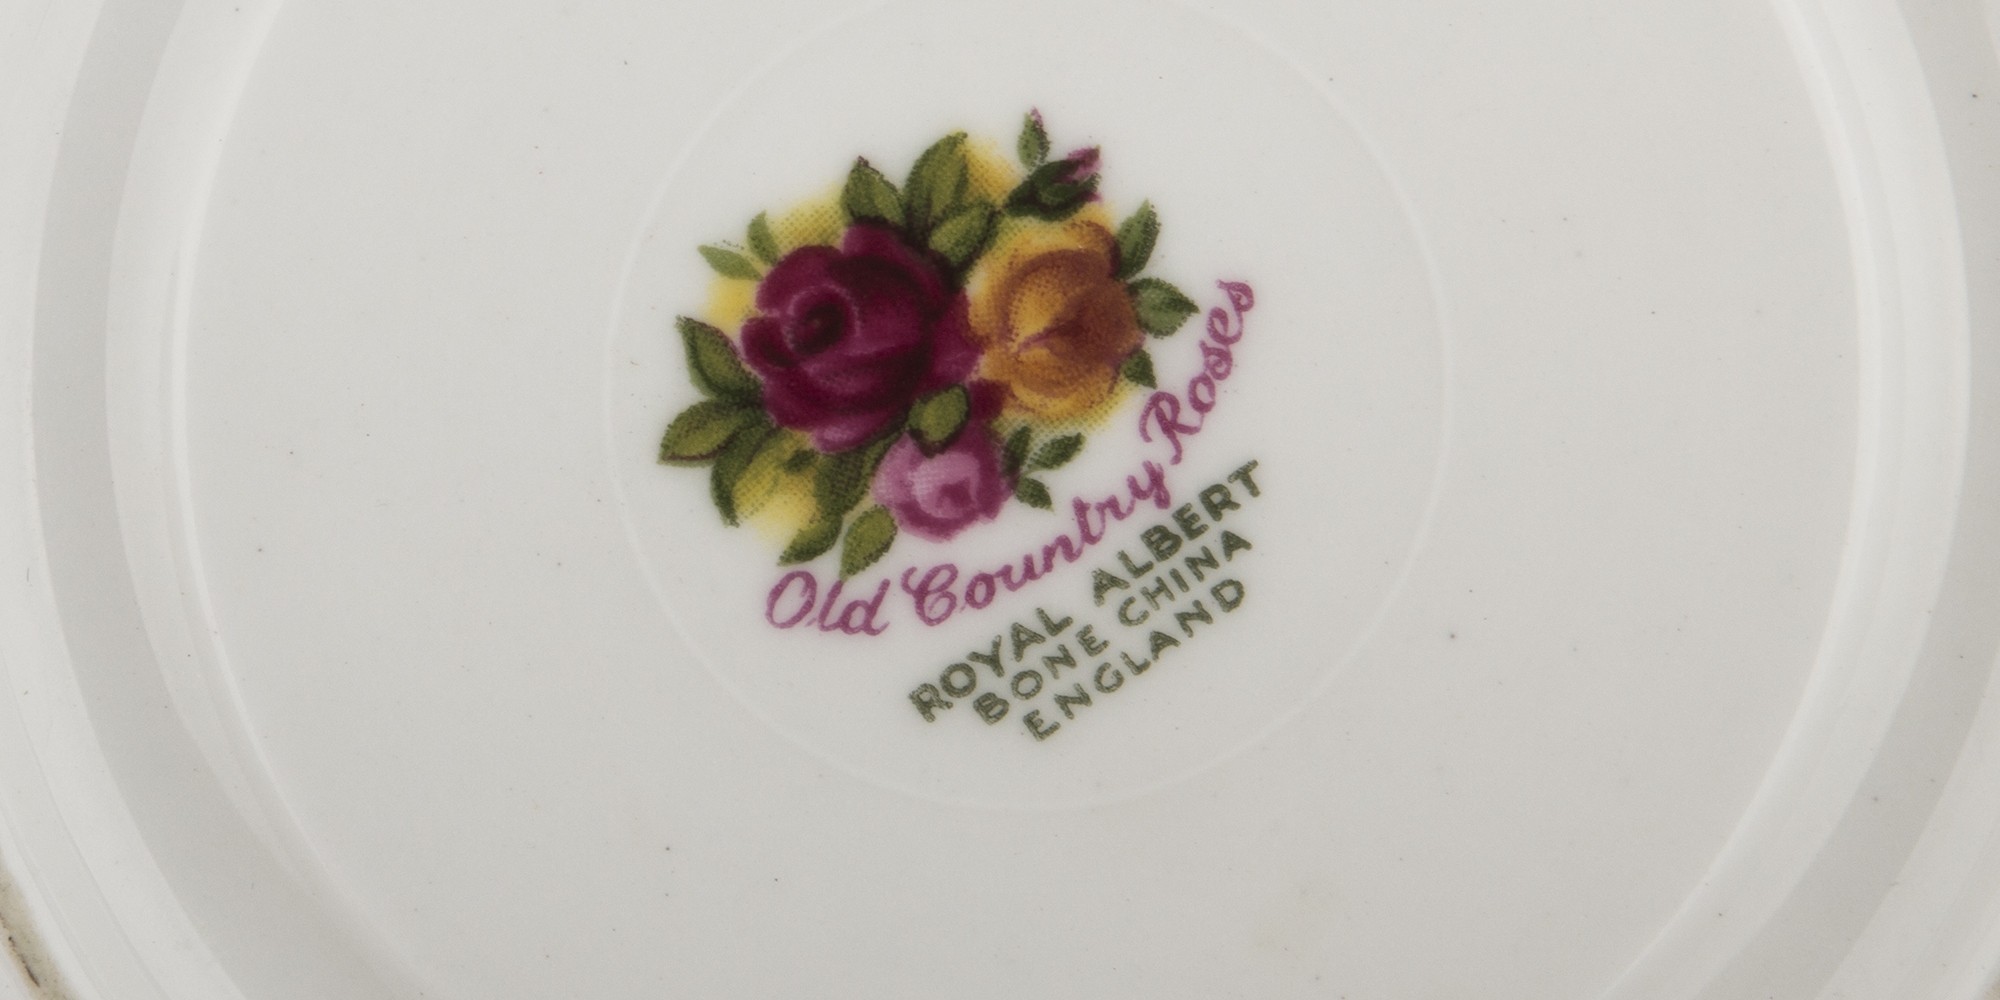 Old Country Roses
ROYAL ALBERT
BONE CHINA
ENGLAND